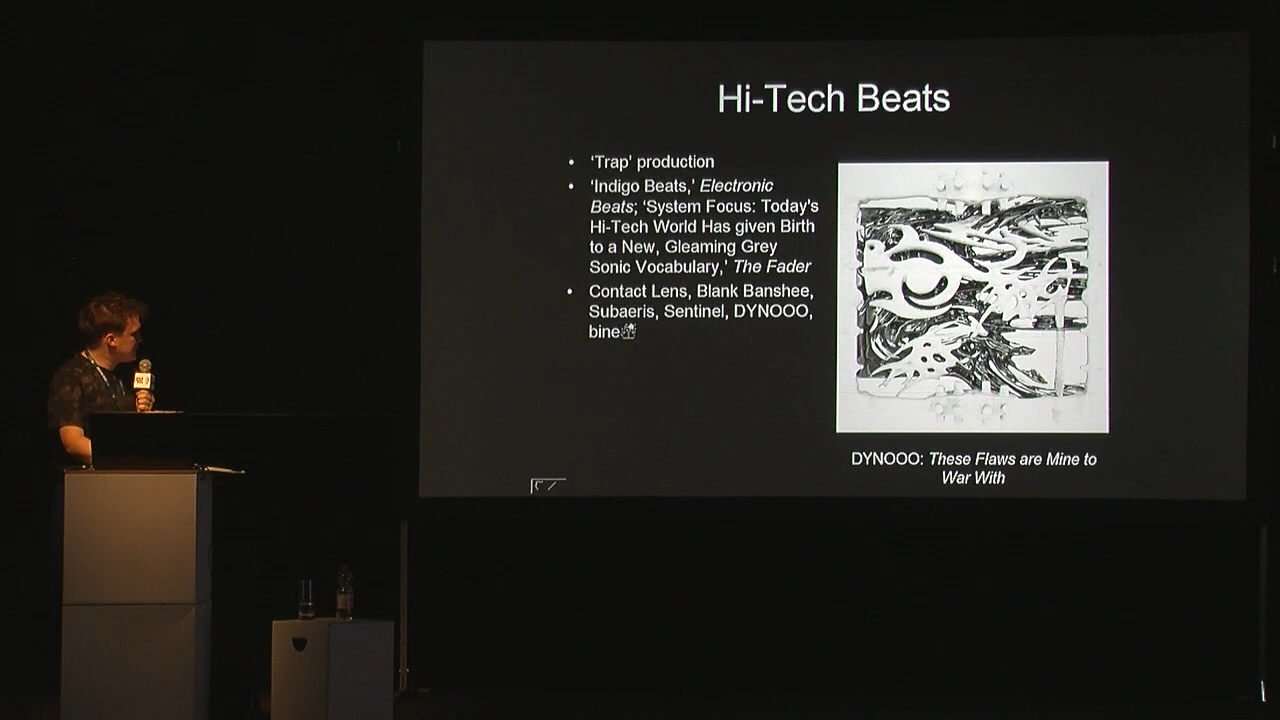 Hi-Tech Beats
• ‘Trap’ production
• ‘Indigo Beats,’ Electronic
Beats; ‘System Focus: Today's
Hi-Tech World Has given Birth
to a New, Gleaming Grey
Sonic Vocabulary,’ The Fader
• Contact Lens, Blank Banshee,
Subaeris, Sentinel, DYNOOO,
bine☃
DYNOOO: These Flaws are Mine to
War With